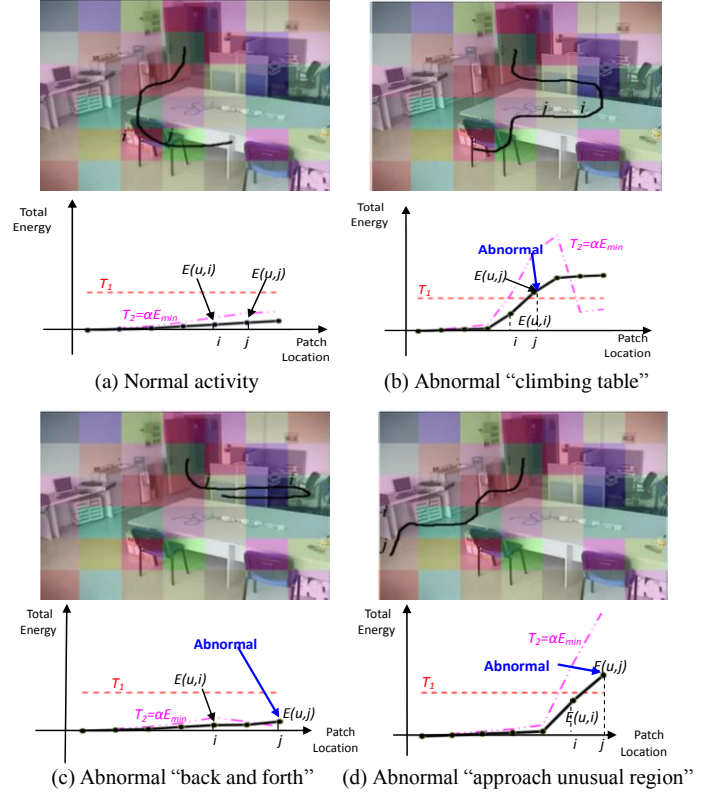 i j
Total
Energy
T1
E(u,i)
E(u,j)
T2=αEmin
i j
Patch
Location
(a) Normal activity
j i
Total
Energy
Abnormal
T2=αEmin
E(u,j)
T1
E(u,i)
i j
Patch
Location
(b) Abnormal “climbing table”
Total
Energy
Abnormal
T1
E(u,i)
T2=αEmin
E(u,j)
i j
Patch
Location
(c) Abnormal “back and forth”
i
j
Total
Energy
T2=αEmin
Abnormal
E(u,j)
T1
E(u,i)
i j
Patch
Location
(d) Abnormal “approach unusual region”